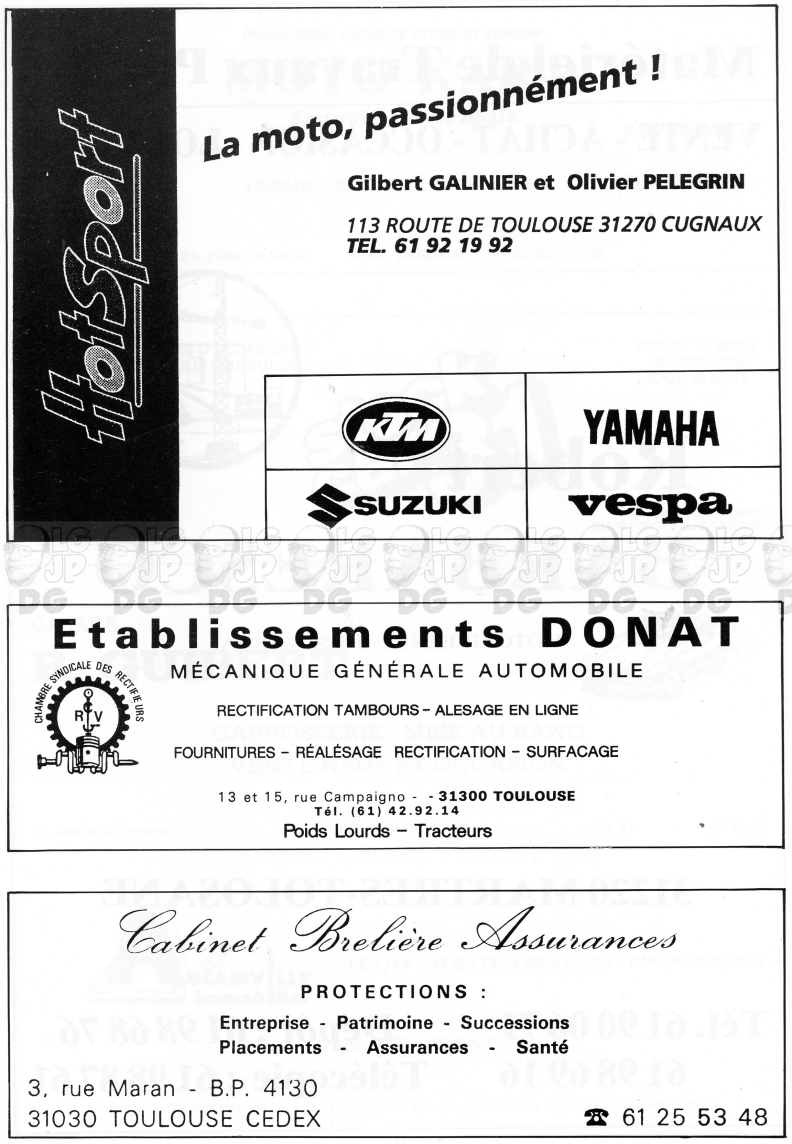 HotSport
La moto, passionnément !
Gilbert GALINIER et Olivier PELEGRIN
113 ROUTE DE TOULOUSE 31270 CUGNAUX
TEL. 61 92 19 92
KTM
YAMAHA
SUZUKI
vespa
LG JP DG
Etablissements DONAT
MÉCANIQUE GÉNÉRALE AUTOMOBILE
CHAMBRE SYNDICALE DES RECTIFIEURS
R V
RECTIFICATION TAMBOURS – ALESAGE EN LIGNE
FOURNITURES – RÉALÉSAGE RECTIFICATION – SURFACAGE
13 et 15, rue Campaigno - - 31300 TOULOUSE
Tél. (61) 42.92.14
Poids Lourds – Tracteurs
Cabinet Brelière Assurances
PROTECTIONS :
Entreprise - Patrimoine - Successions
Placements - Assurances - Santé
3, rue Maran - B.P. 4130
31030 TOULOUSE CEDEX
☎ 61 25 53 48